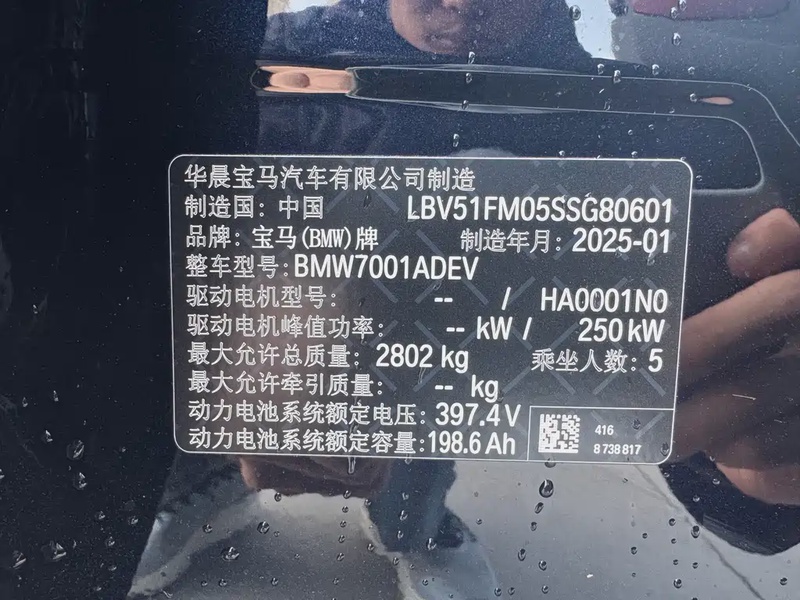 华晨宝马汽车有限公司制造
制造国: 中国 LBV51FM05SSG80601
品牌: 宝马(BMW)牌 制造年月: 2025-01
整车型号: BMW7001ADEV
驱动电机型号: -- / HA0001N0
驱动电机峰值功率: -- kW / 250 kW
最大允许总质量: 2802 kg 乘坐人数: 5
最大允许牵引质量: -- kg
动力电池系统额定电压: 397.4 V
动力电池系统额定容量: 198.6 Ah
416
8 738 817